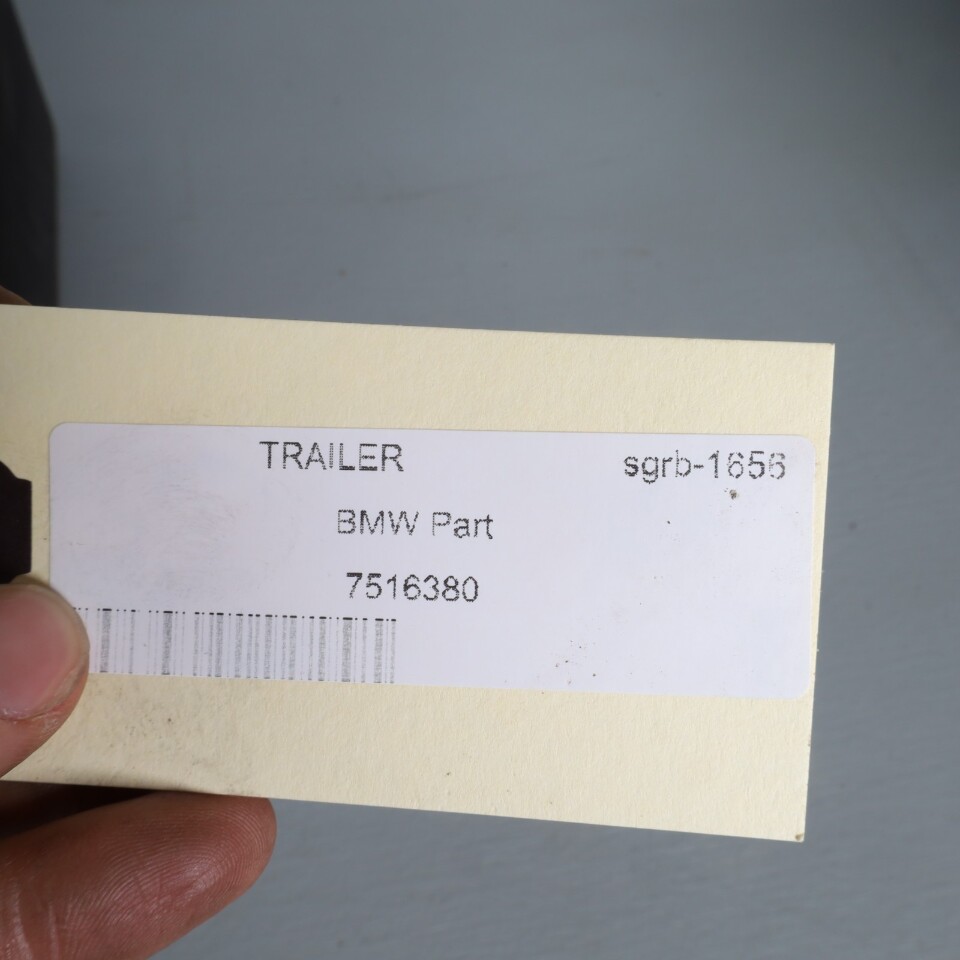 TRAILER sgrb-1656
BMW Part
7516380